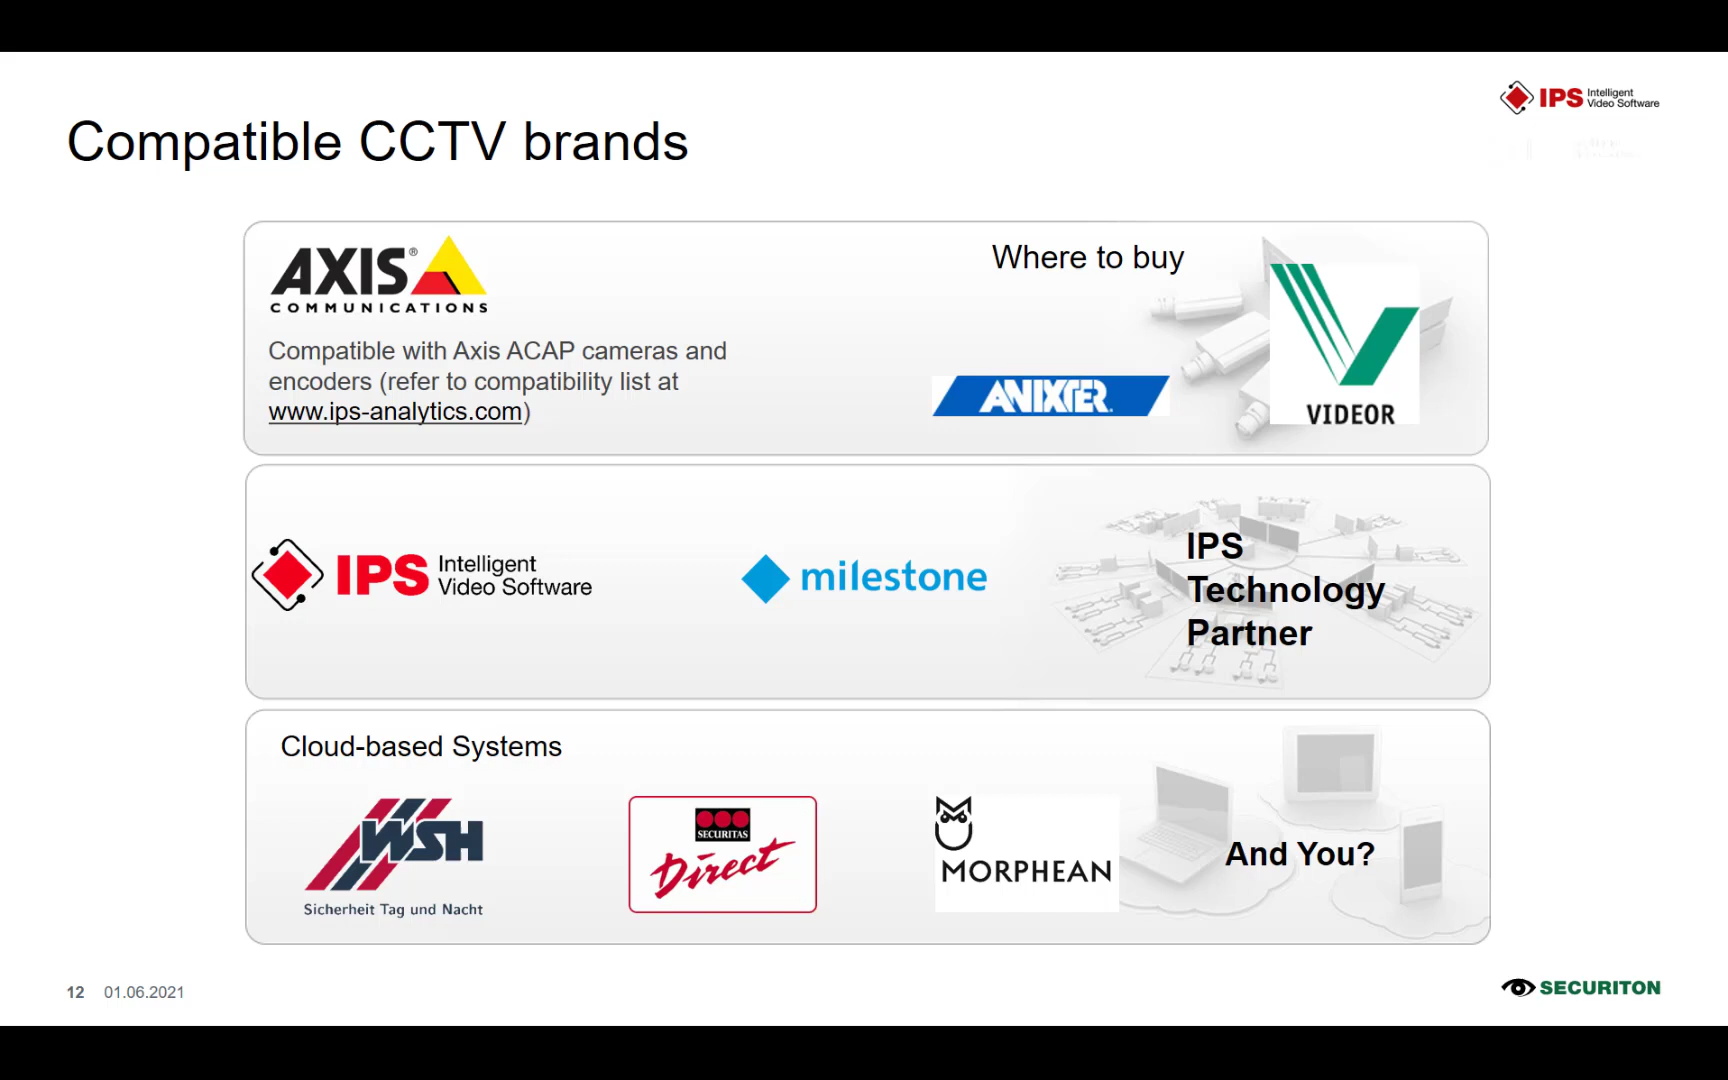 IPS Intelligent
Video Software
Compatible CCTV brands
AXIS®
COMMUNICATIONS
Compatible with Axis ACAP cameras and
encoders (refer to compatibility list at
www.ips-analytics.com)
Where to buy
ANIXTER
VIDEOR
IPS Intelligent
Video Software
milestone
IPS
Technology
Partner
Cloud-based Systems
WSH
Sicherheit Tag und Nacht
SECURITAS
Direct
MORPHEAN
And You?
12 01.06.2021
SECURITON